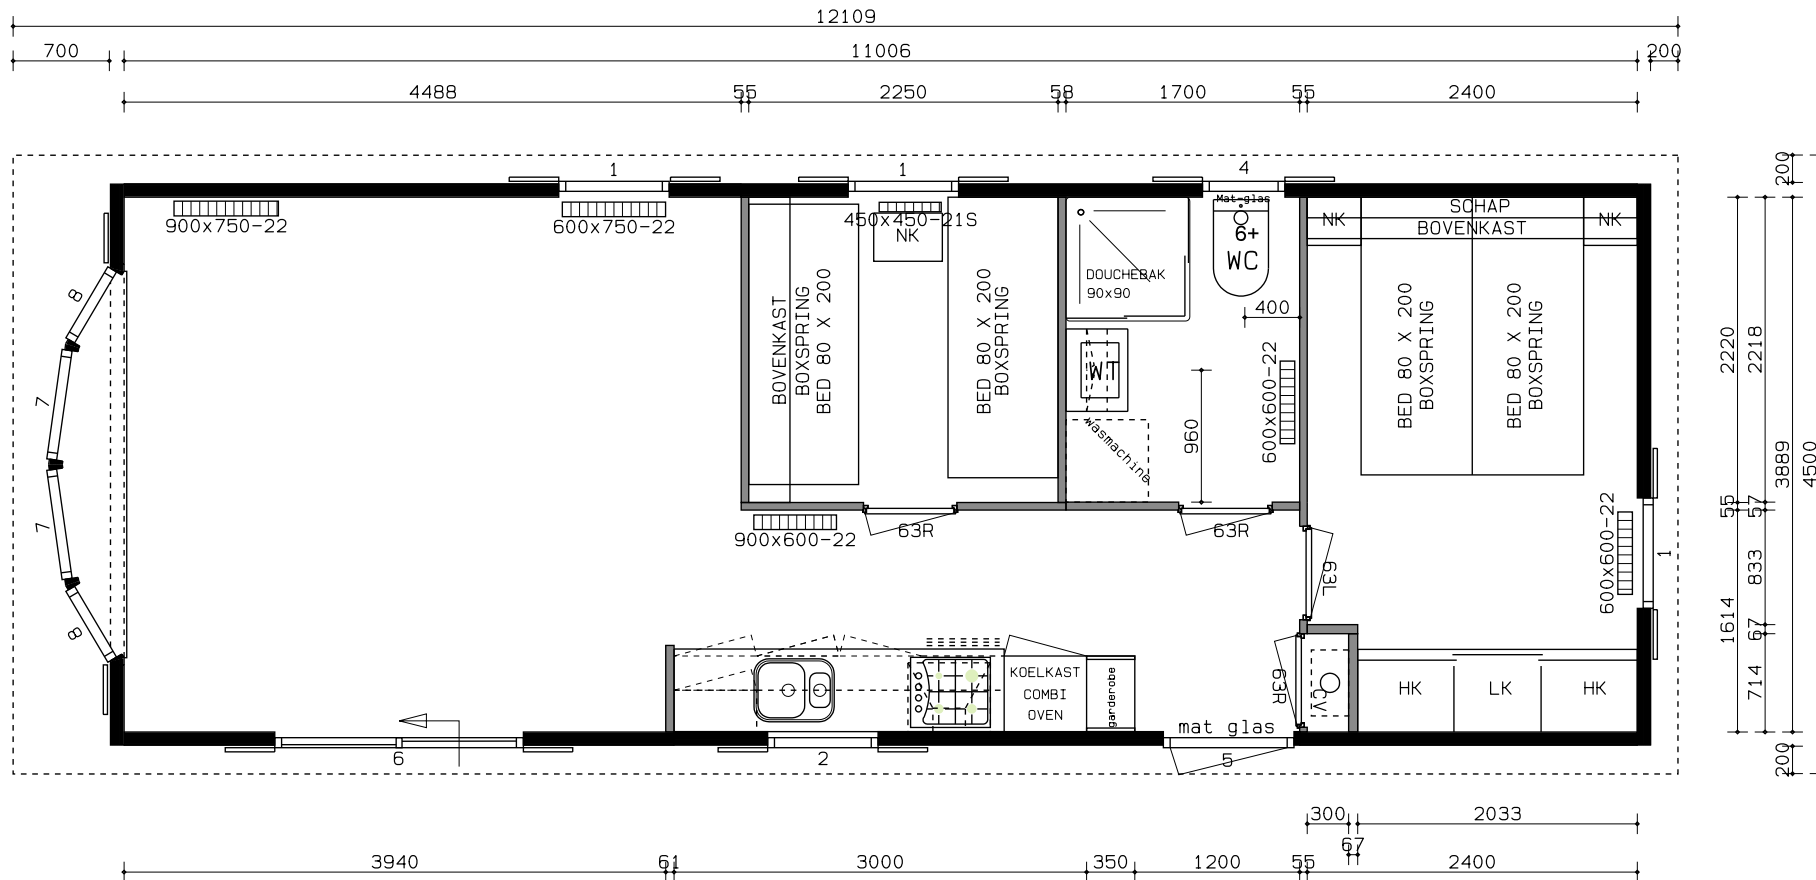 12109
700
11006
200
4488
55
2250
58
1700
55
2400
1
1
4
200
900x750-22
600x750-22
450x450-21S
NK
Mat-glas
6+
WC
NK
SCHAP
BOVENKAST
NK
8
BOVENKAST
BOXSPRING
BED 80 X 200
BED 80 X 200
BOXSPRING
DOUCHEBAK
90x90
400
BED 80 X 200
BOXSPRING
BED 80 X 200
BOXSPRING
2220
2218
7
WT
600x600-22
wasmachine
960
3889
4500
7
900x600-22
63R
63R
55
57
600x600-22
1
63L
833
1614
67
8
KOELKAST
COMBI
OVEN
garderobe
63R
CV
HK
LK
HK
714
mat glas
6
2
5
200
300
2033
67
3940
61
3000
350
1200
55
2400